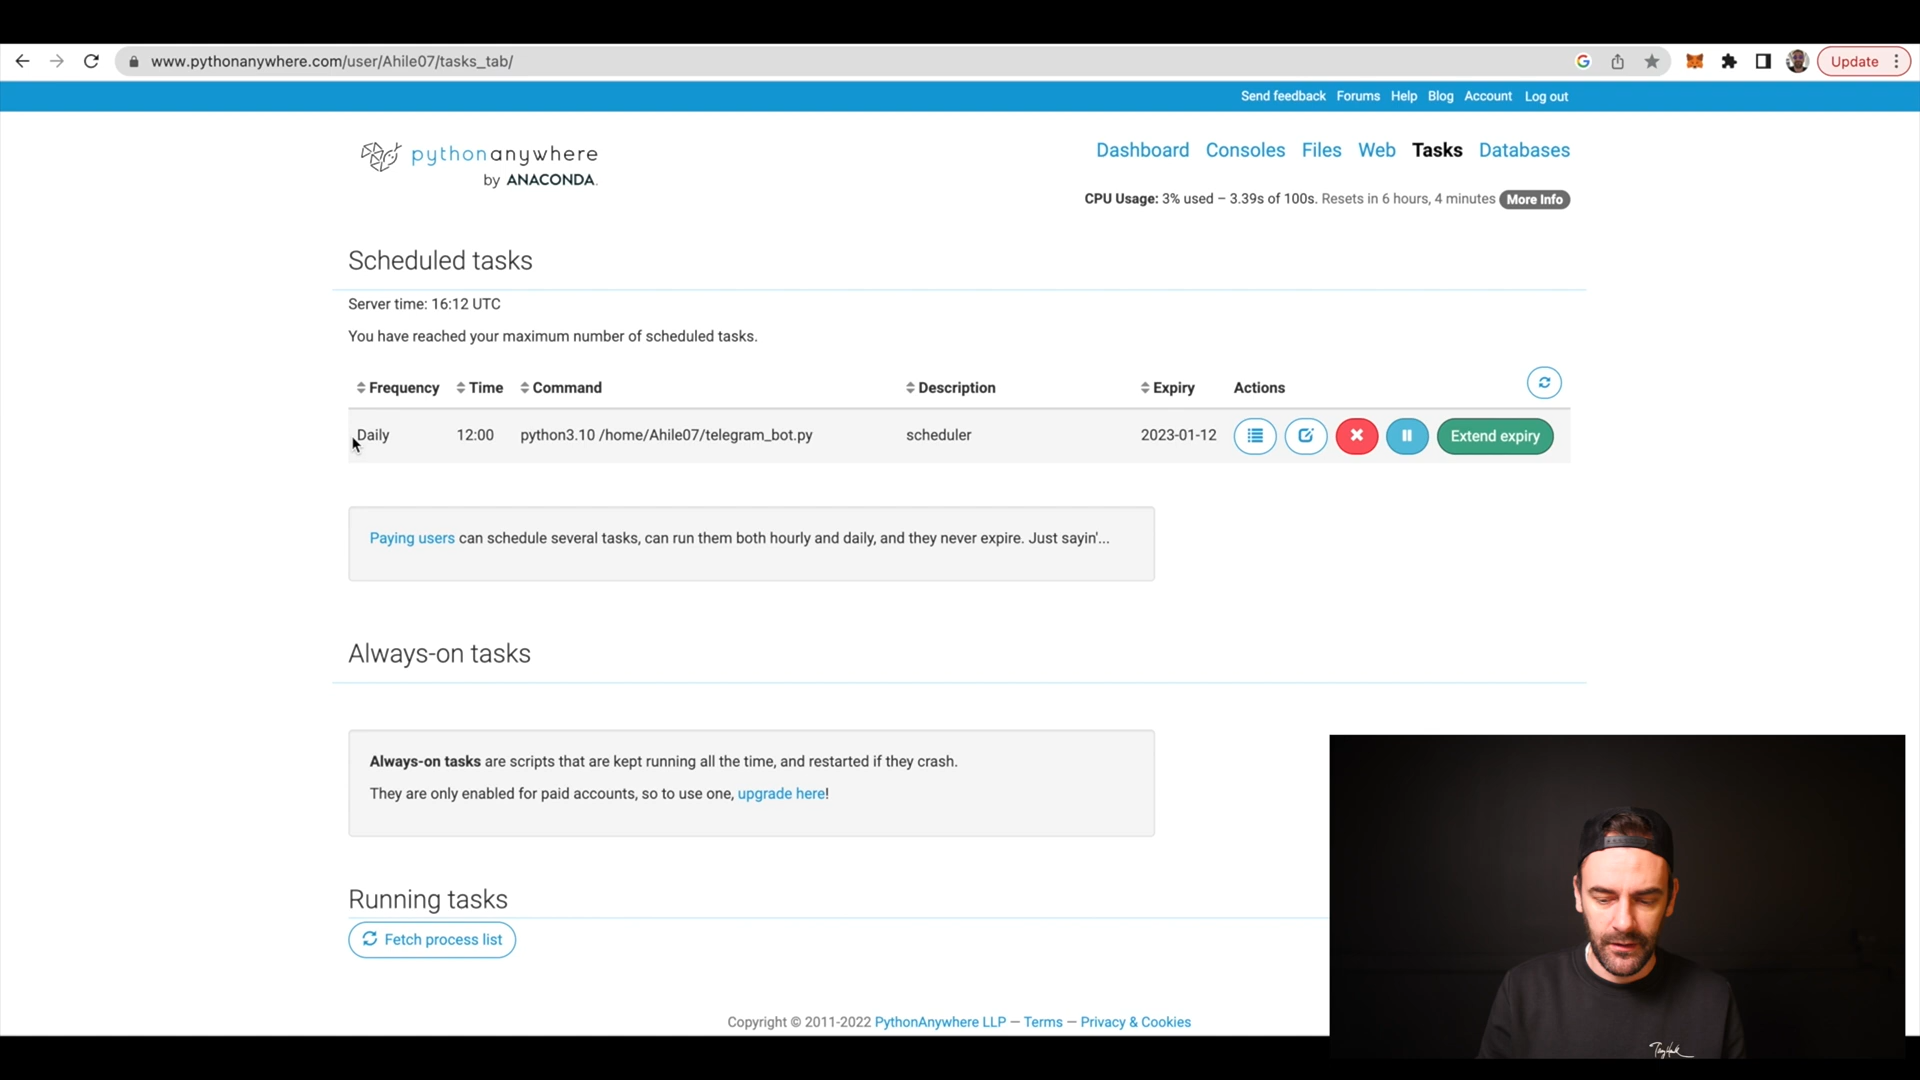 www.pythonanywhere.com/user/Ahile07/tasks_tab/
Update
Send feedback Forums Help Blog Account Log out
pythonanywhere
by ANACONDA.
Dashboard Consoles Files Web Tasks Databases
CPU Usage: 3% used – 3.39s of 100s. Resets in 6 hours, 4 minutes More Info
Scheduled tasks
Server time: 16:12 UTC
You have reached your maximum number of scheduled tasks.
Frequency Time Command Description Expiry Actions
Daily 12:00 python3.10 /home/Ahile07/telegram_bot.py scheduler 2023-01-12 Extend expiry
Paying users can schedule several tasks, can run them both hourly and daily, and they never expire. Just sayin'...
Always-on tasks
Always-on tasks are scripts that are kept running all the time, and restarted if they crash.
They are only enabled for paid accounts, so to use one, upgrade here!
Running tasks
Fetch process list
Copyright © 2011-2022 PythonAnywhere LLP — Terms — Privacy & Cookies